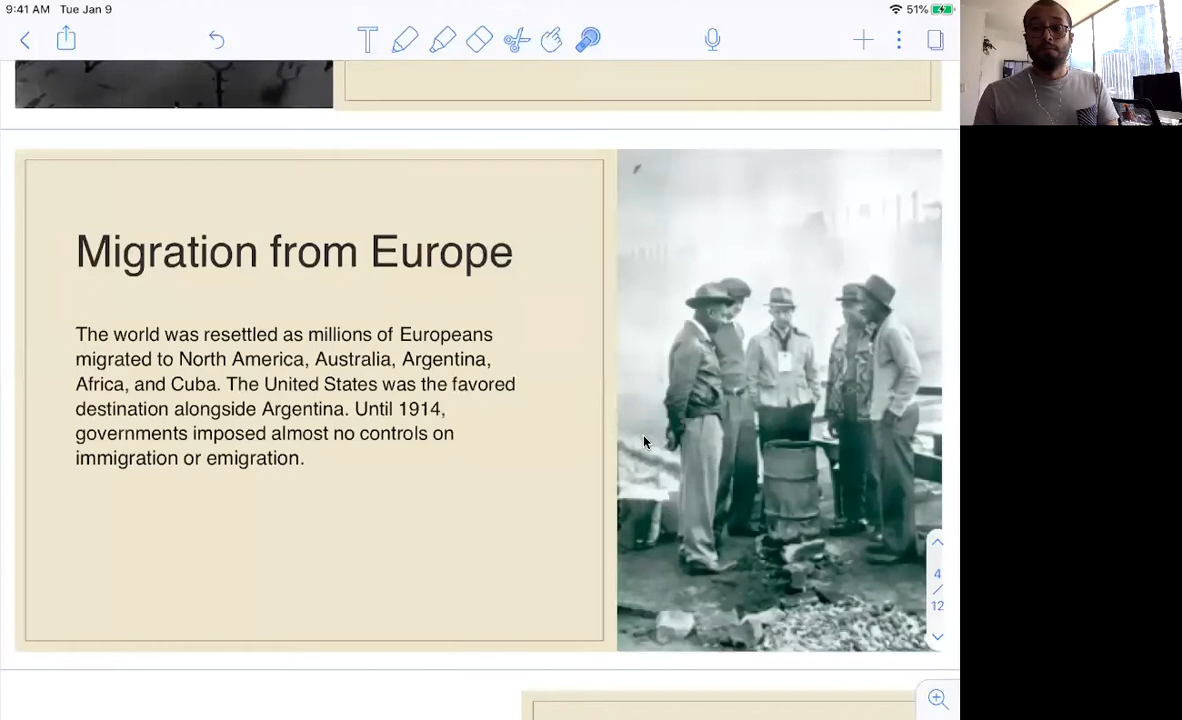 9:41 AM Tue Jan 9
51%
T
Migration from Europe
The world was resettled as millions of Europeans
migrated to North America, Australia, Argentina,
Africa, and Cuba. The United States was the favored
destination alongside Argentina. Until 1914,
governments imposed almost no controls on
immigration or emigration.
4
/
12